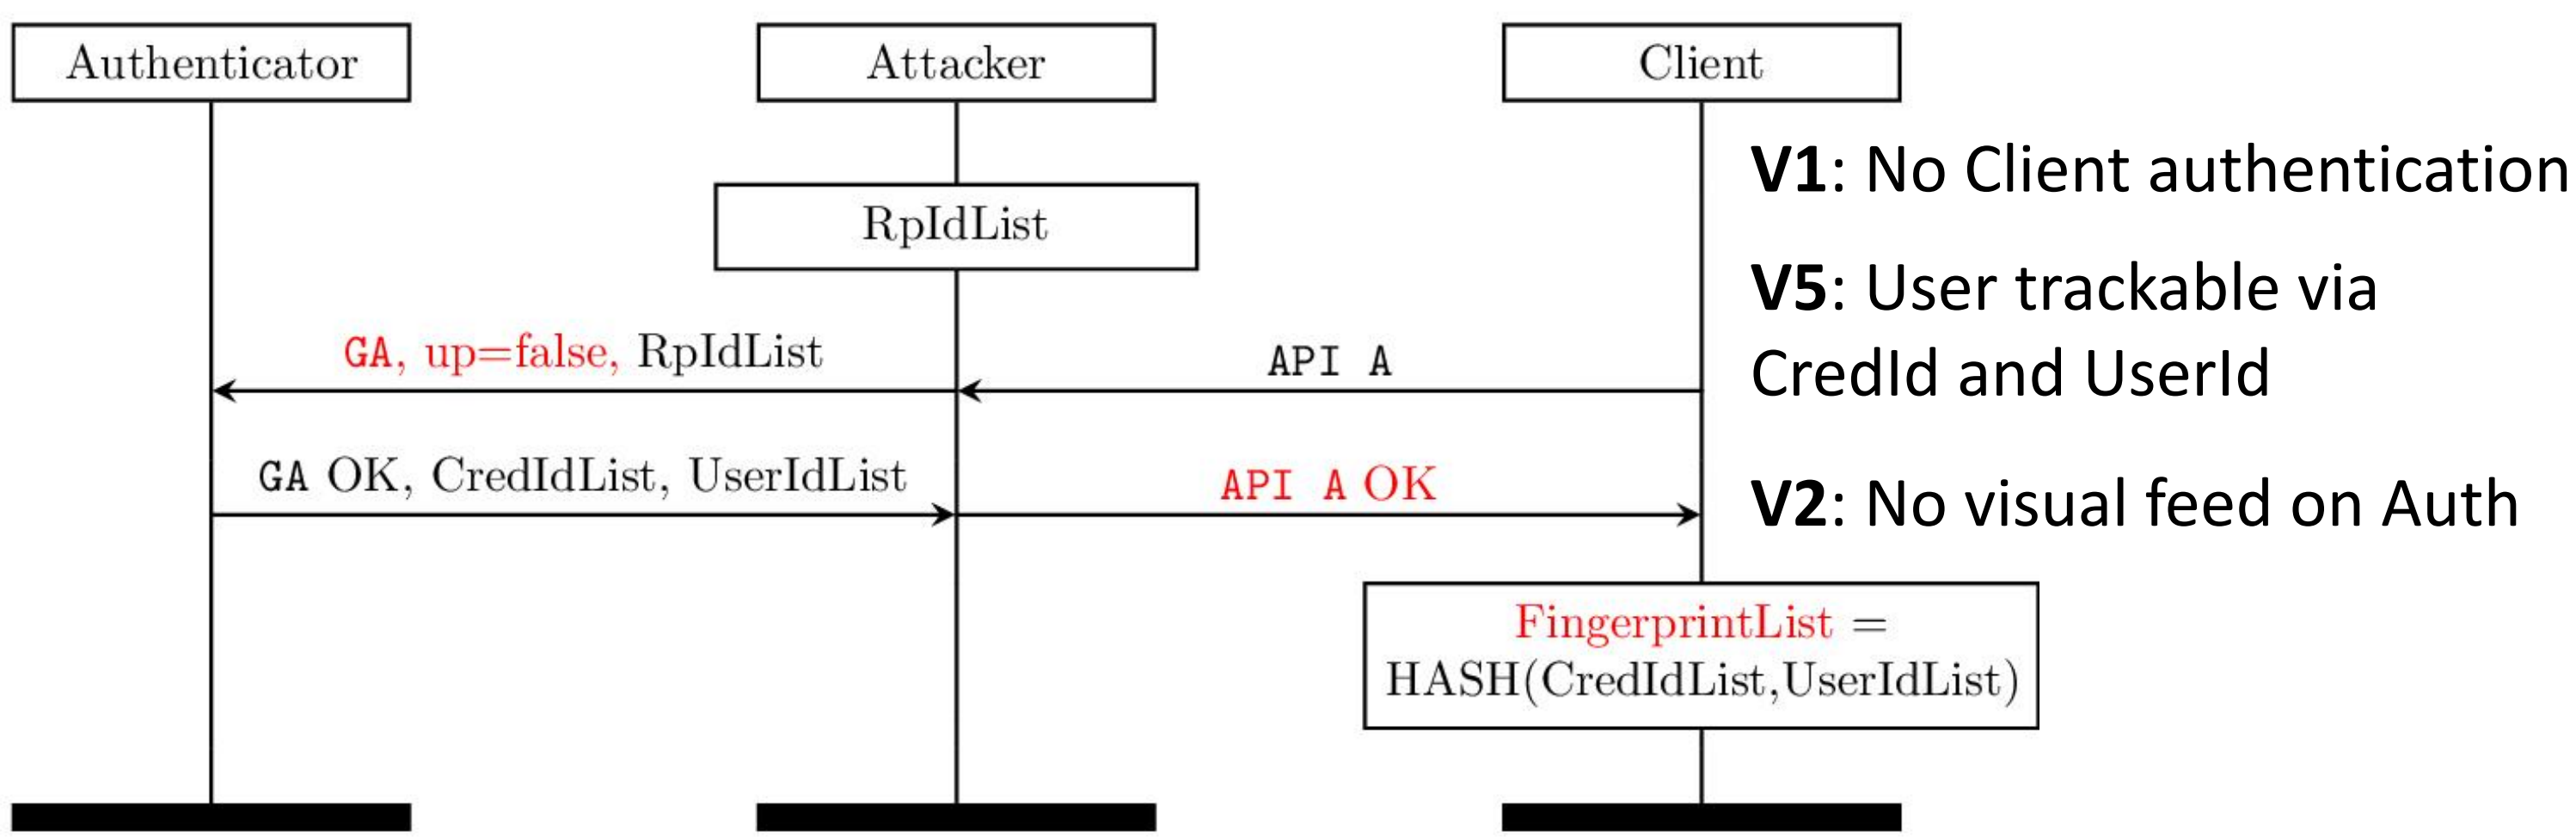 Authenticator
Attacker
Client
V1: No Client authentication
RpIdList
V5: User trackable via
CredId and UserId
GA, up=false, RpIdList
API A
GA OK, CredIdList, UserIdList
API A OK
V2: No visual feed on Auth
FingerprintList =
HASH(CredIdList,UserIdList)